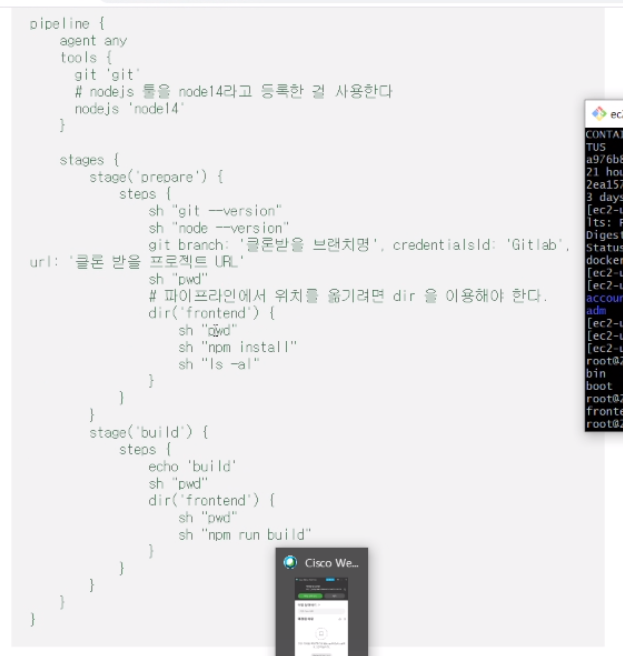 pipeline {
agent any
tools {
git 'git'
# nodejs 툴을 node14라고 등록한 걸 사용한다
nodejs 'node14'
}
stages {
stage('prepare') {
steps {
sh "git --version"
sh "node --version"
git branch: '클론받을 브랜치명', credentialsId: 'Gitlab',
url: '클론 받을 프로젝트 URL'
sh "pwd"
# 파이프라인에서 위치를 옮기려면 dir 을 이용해야 한다.
dir('frontend') {
sh "pwd"
sh "npm install"
sh "ls -al"
}
}
}
stage('build') {
steps {
echo 'build'
sh "pwd"
dir('frontend') {
sh "pwd"
sh "npm run build"
}
}
}
}
}
Cisco We...
ec2
CONTAI
TUS
a976b8
21 hou
2ea157
3 days
[ec2-u
lts: P
Digest
Status
docker
[ec2-u
[ec2-u
accoun
adm
[ec2-u
[ec2-u
root@2
bin
boot
root@2
fronte
root@2